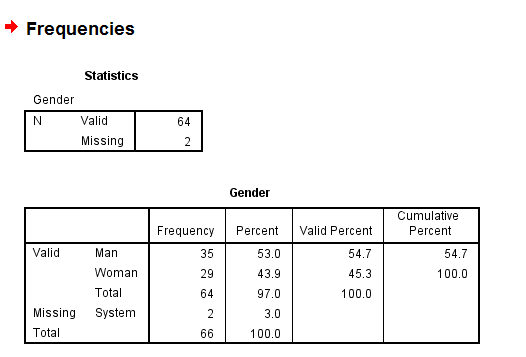 Frequencies
Statistics
Gender
N Valid 64
Missing 2
Gender
Cumulative
Frequency Percent Valid Percent Percent
Valid Man 35 53.0 54.7 54.7
Woman 29 43.9 45.3 100.0
Total 64 97.0 100.0
Missing System 2 3.0
Total 66 100.0